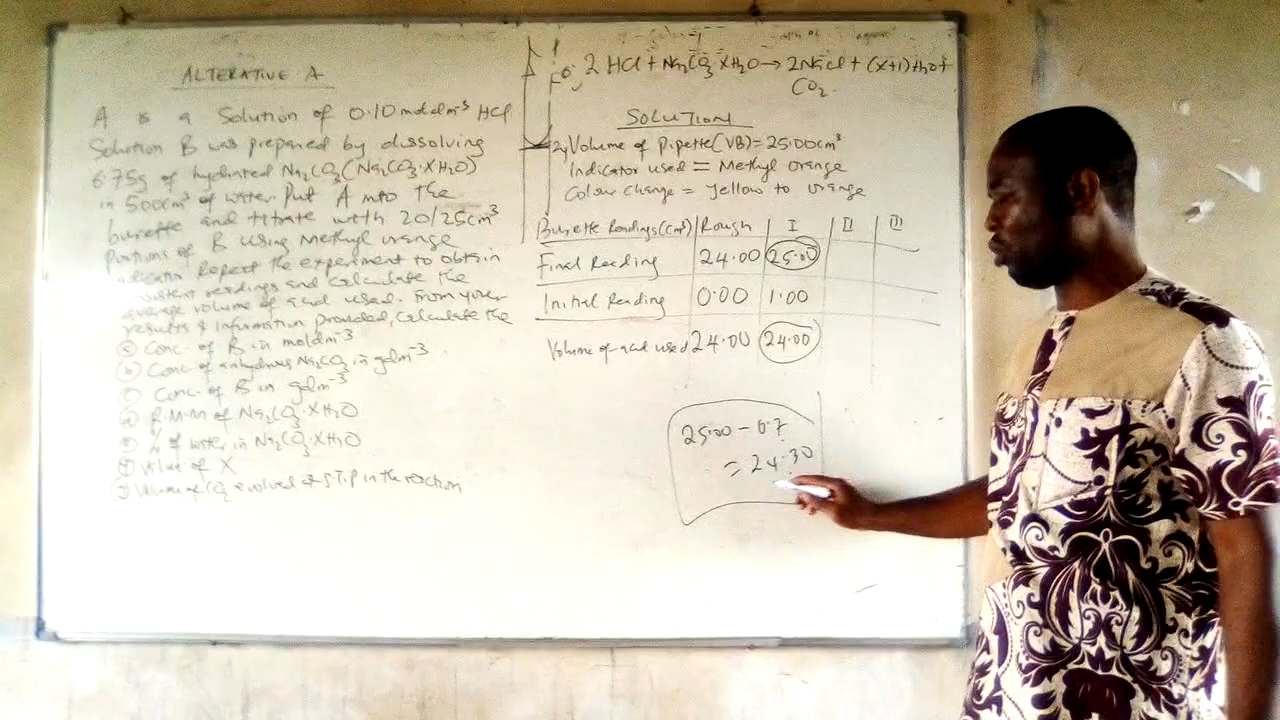 ALTERATIVE A
A is a Solution of 0.10 moldm⁻³ HCl
Solution B was prepared by dissolving
6.75g of hydrated Na₂CO₃(Na₂CO₃.XH₂O)
in 500cm³ of water. Put A into the
burette and titrate with 20/25cm³
portions of B using Methyl orange
indicator Repeat the experiment to obtain
consistent readings and calculate the
average volume of acid used. From your
results & information provided, calculate the
(a) Conc. of B in moldm⁻³
(b) Conc. of anhydrous Na₂CO₃ in gdm⁻³
(c) Conc. of B in gdm⁻³
(d) R.M.M of Na₂CO₃.XH₂O
(e) % of water in Na₂CO₃.XH₂O
(f) Value of X
(g) Volume of CO₂ evolved at STP in the reaction
2HCl + Na₂CO₃.XH₂O → 2NaCl + (X+1)H₂O +
CO₂
SOLUTION
Volume of Pipette (VB) = 25.00cm³
Indicator used = Methyl orange
Colour change = Yellow to orange
Burette Readings (cm³) Rough I II III
Final Reading 24.00 25.00
Initial Reading 0.00 1.00
Volume of acid used 24.00 24.00
25.00 - 0.7
= 24.30